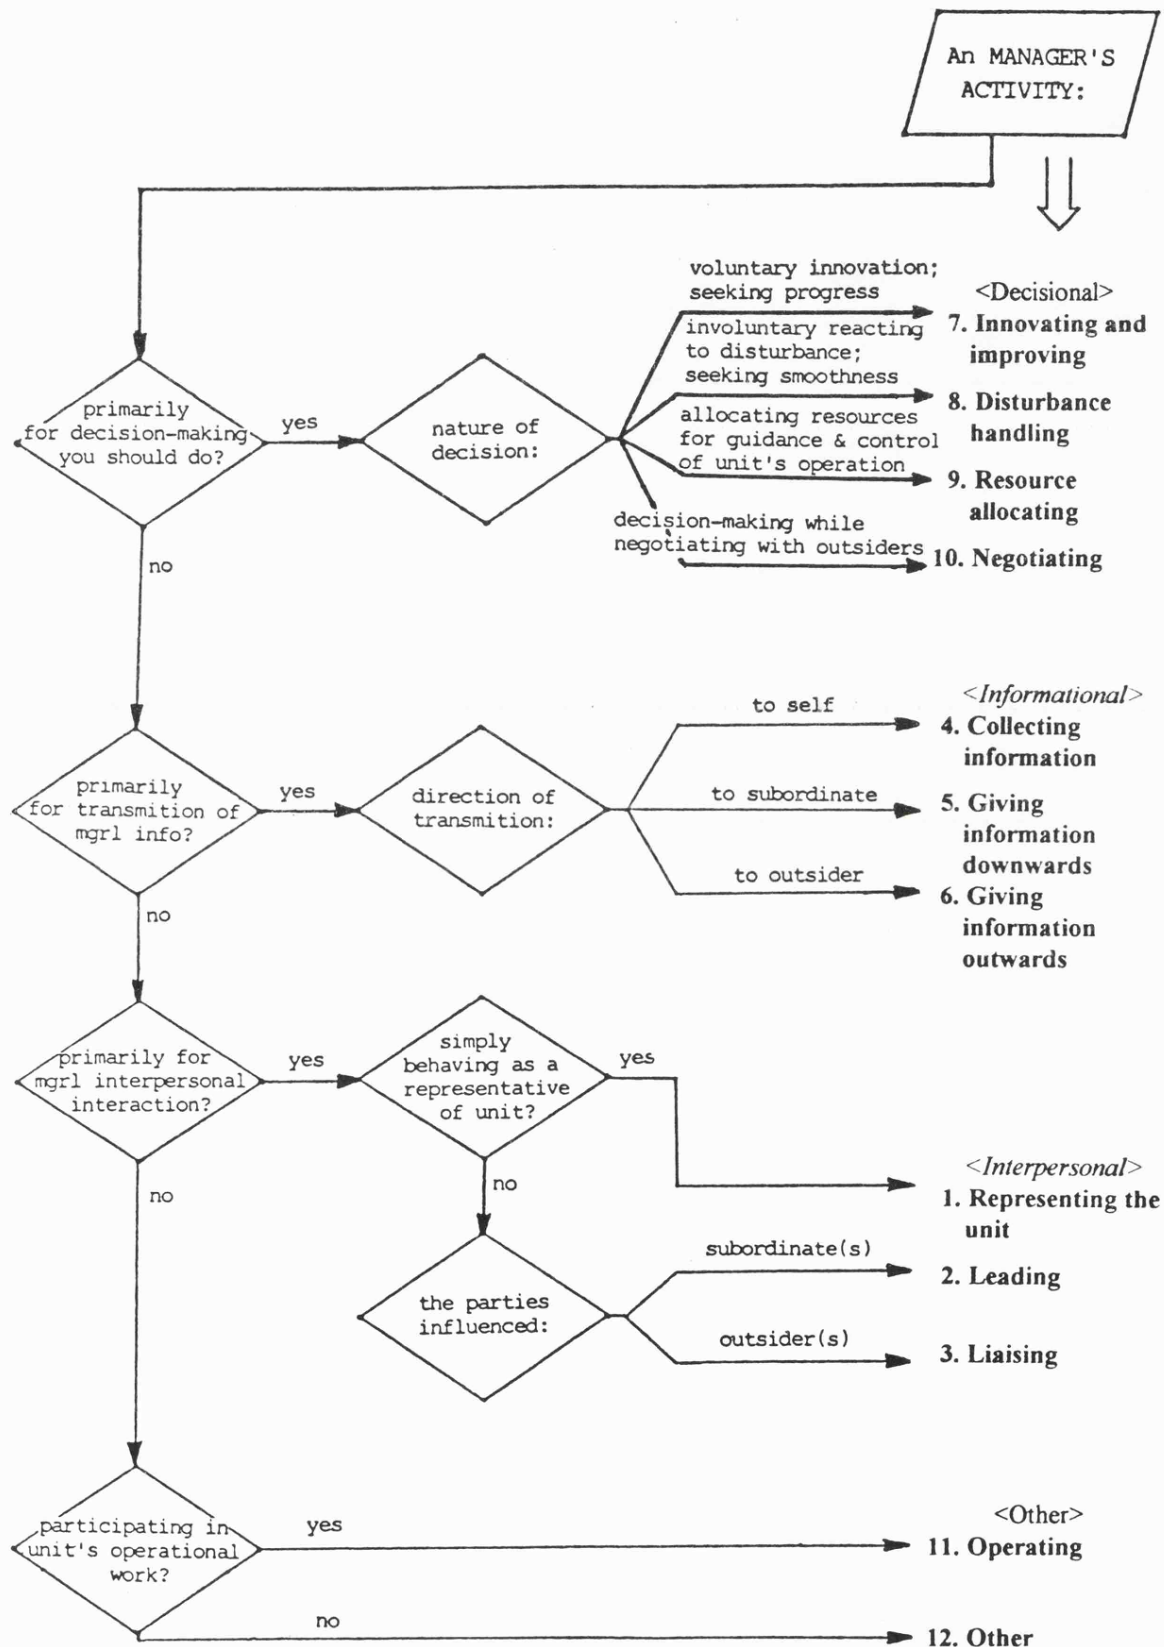 An MANAGER'S
ACTIVITY:
voluntary innovation;
seeking progress
<Decisional>
7. Innovating and
improving
involuntary reacting
to disturbance;
seeking smoothness
8. Disturbance
handling
primarily
for decision-making
you should do?
yes
nature of
decision:
allocating resources
for guidance & control
of unit's operation
9. Resource
allocating
decision-making while
negotiating with outsiders
10. Negotiating
no
<Informational>
to self
4. Collecting
information
primarily
for transmition of
mgrl info?
yes
direction of
transmition:
to subordinate
5. Giving
information
downwards
to outsider
6. Giving
information
outwards
no
primarily for
mgrl interpersonal
interaction?
yes
simply
behaving as a
representative
of unit?
yes
<Interpersonal>
1. Representing the
unit
no
no
the parties
influenced:
subordinate(s)
2. Leading
outsider(s)
3. Liaising
participating in
unit's operational
work?
yes
<Other>
11. Operating
no
12. Other